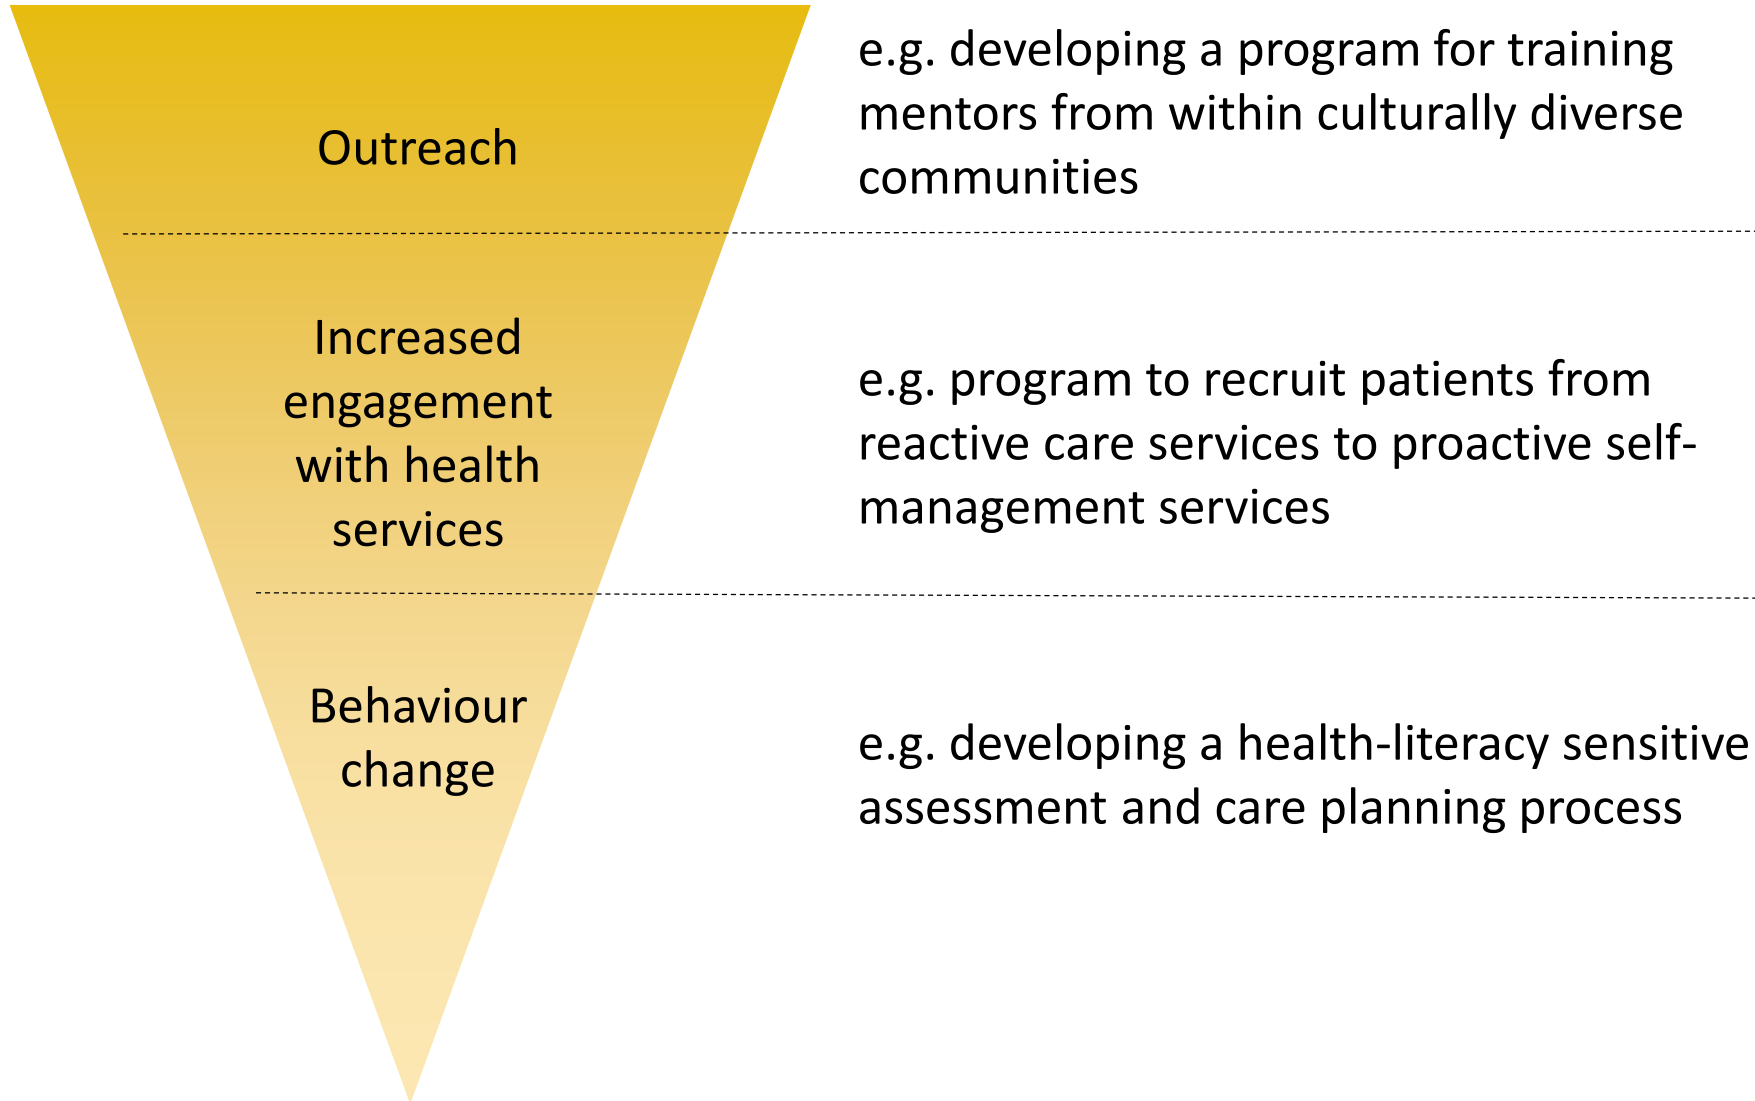 Outreach
e.g. developing a program for training
mentors from within culturally diverse
communities
Increased
engagement
with health
services
e.g. program to recruit patients from
reactive care services to proactive self-
management services
Behaviour
change
e.g. developing a health-literacy sensitive
assessment and care planning process